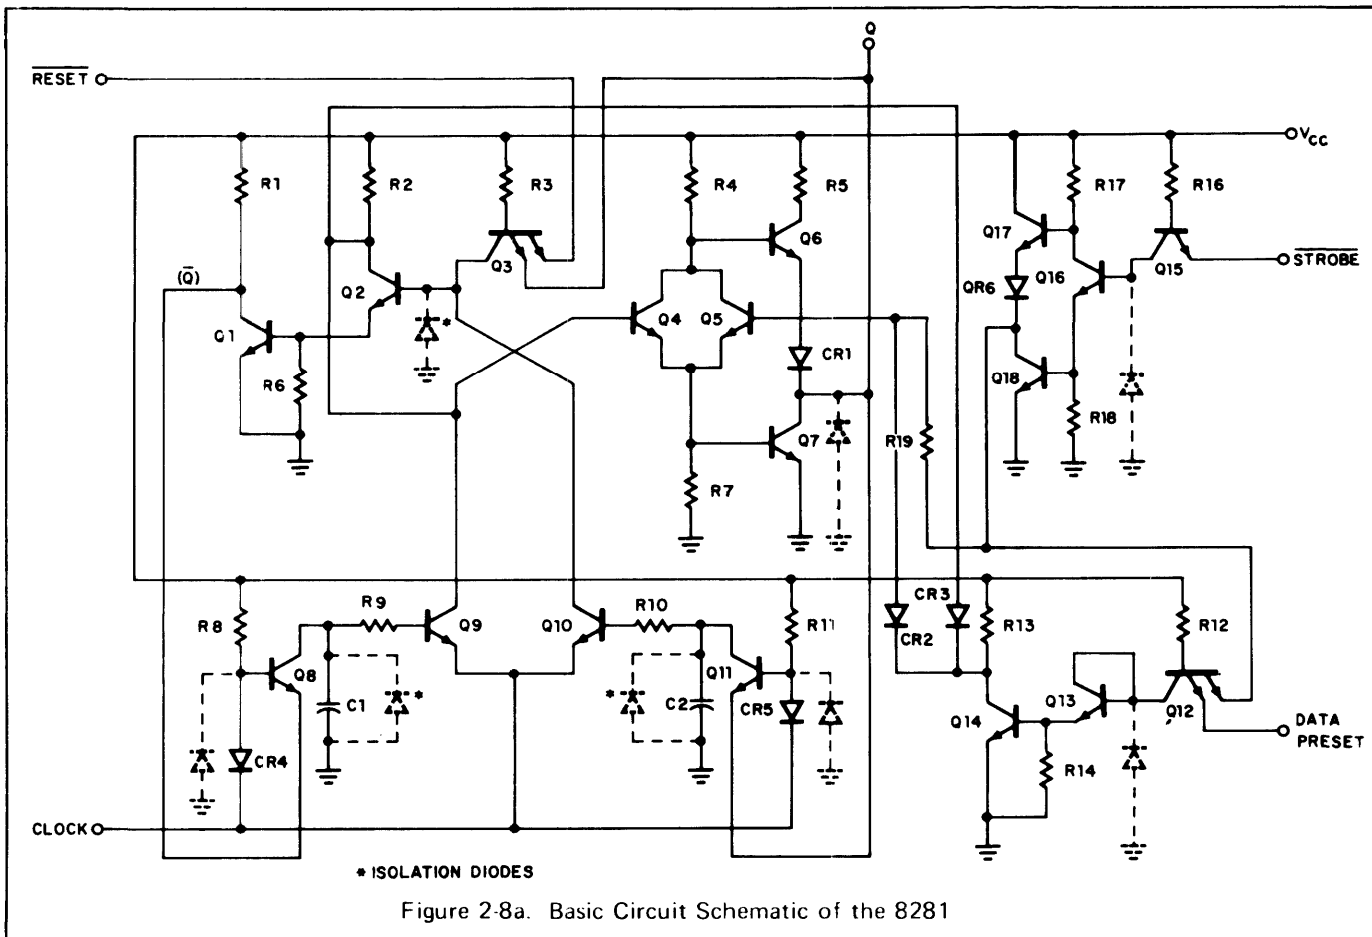 Q
RESET
V CC
R1
R2
R3
R4
R5
R17
R16
Q17
Q6
(Q̅)
Q2
Q3
Q15
STROBE
QR6
Q16
Q1
*
Q4
Q5
CR1
R6
Q18
Q7
R19
R18
R7
R8
R9
Q9
Q10
R10
R11
CR3
CR2
R13
R12
Q8
C1
*
*
C2
Q11
CR5
Q13
Q12
Q14
DATA
PRESET
CR4
R14
CLOCK
* ISOLATION DIODES
Figure 2-8a. Basic Circuit Schematic of the 8281